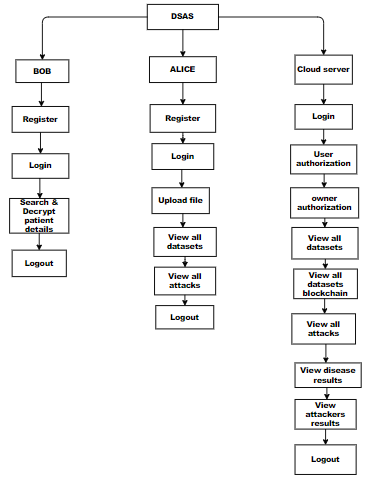 DSAS
BOB
Register
Login
Search &
Decrypt
patient
details
Logout
ALICE
Register
Login
Upload file
View all
datasets
View all
attacks
Logout
Cloud server
Login
User
authorization
owner
authorization
View all
datasets
View all
datasets
blockchain
View all
attacks
View disease
results
View
attackers
results
Logout